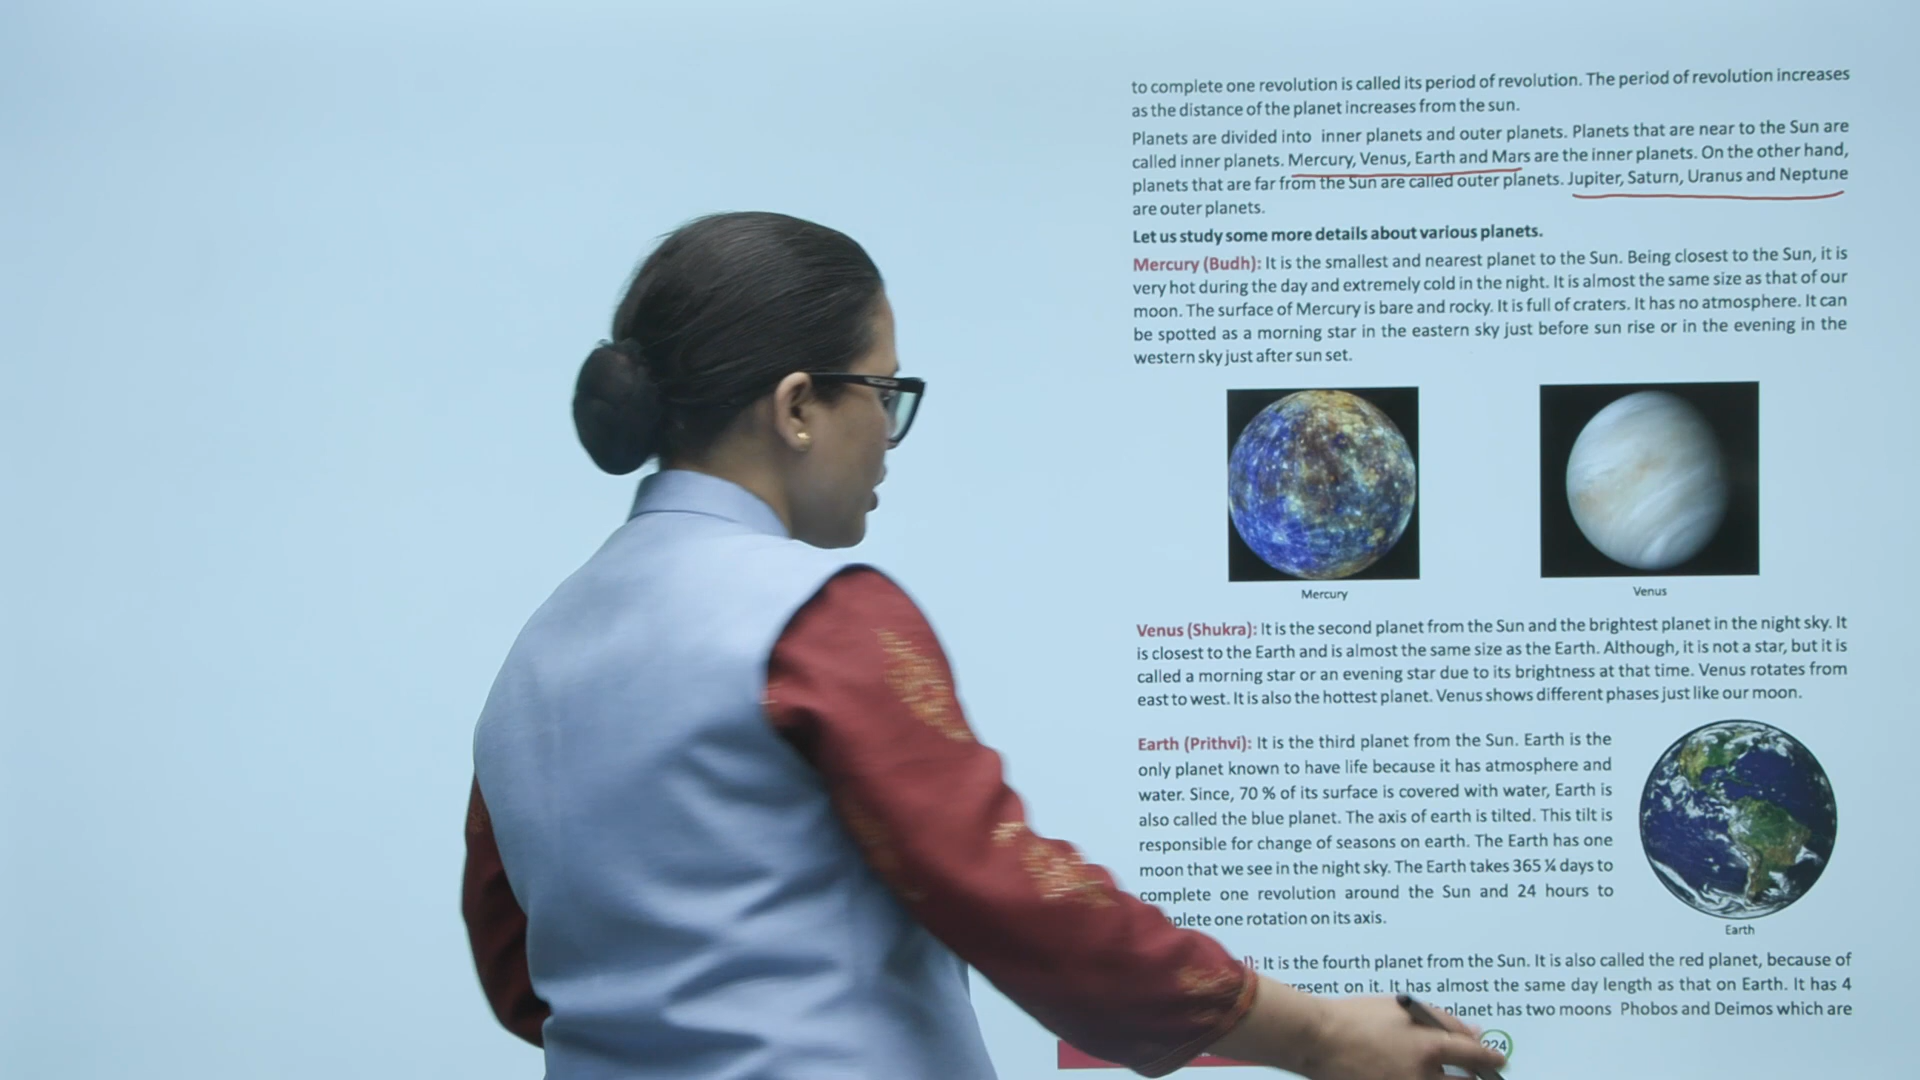 to complete one revolution is called its period of revolution. The period of revolution increases
as the distance of the planet increases from the sun.
Planets are divided into inner planets and outer planets. Planets that are near to the Sun are
called inner planets. Mercury, Venus, Earth and Mars are the inner planets. On the other hand,
planets that are far from the Sun are called outer planets. Jupiter, Saturn, Uranus and Neptune
are outer planets.
Let us study some more details about various planets.
Mercury (Budh): It is the smallest and nearest planet to the Sun. Being closest to the Sun, it is
very hot during the day and extremely cold in the night. It is almost the same size as that of our
moon. The surface of Mercury is bare and rocky. It is full of craters. It has no atmosphere. It can
be spotted as a morning star in the eastern sky just before sun rise or in the evening in the
western sky just after sun set.
Mercury
Venus
Venus (Shukra): It is the second planet from the Sun and the brightest planet in the night sky. It
is closest to the Earth and is almost the same size as the Earth. Although, it is not a star, but it is
called a morning star or an evening star due to its brightness at that time. Venus rotates from
east to west. It is also the hottest planet. Venus shows different phases just like our moon.
Earth (Prithvi): It is the third planet from the Sun. Earth is the
only planet known to have life because it has atmosphere and
water. Since, 70 % of its surface is covered with water, Earth is
also called the blue planet. The axis of earth is tilted. This tilt is
responsible for change of seasons on earth. The Earth has one
moon that we see in the night sky. The Earth takes 365 ¼ days to
complete one revolution around the Sun and 24 hours to
plete one rotation on its axis.
Earth
It is the fourth planet from the Sun. It is also called the red planet, because of
resent on it. It has almost the same day length as that on Earth. It has 4
planet has two moons Phobos and Deimos which are
224